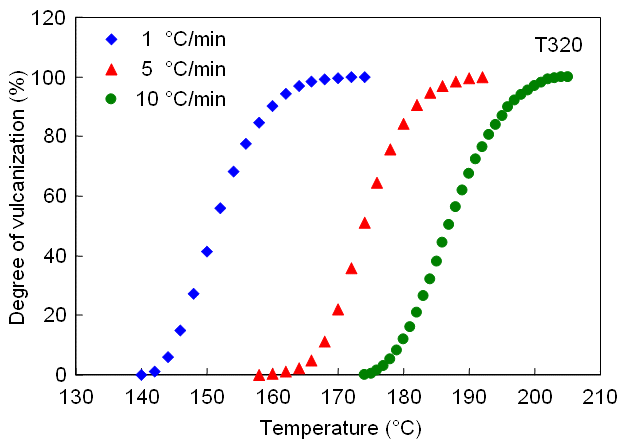 T320
1 °C/min
5 °C/min
10 °C/min
Degree of vulcanization (%)
120
100
80
60
40
20
0
130 140 150 160 170 180 190 200 210
Temperature (°C)